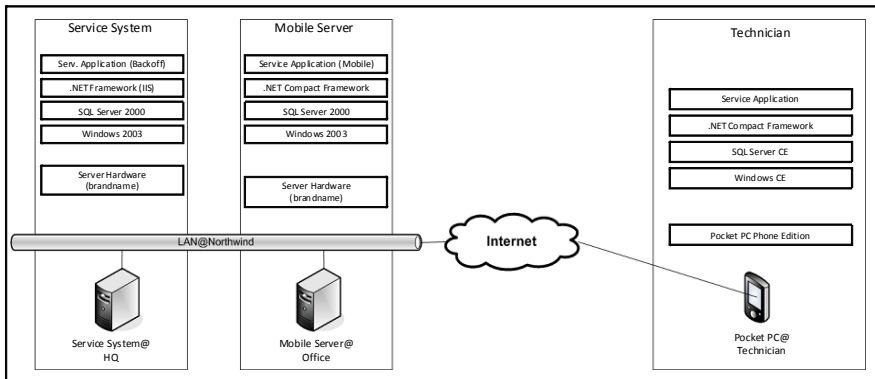 Service System
Serv. Application (Backoff)
.NET Framework (IIS)
SQL Server 2000
Windows 2003
Server Hardware
(brandname)
Mobile Server
Service Application (Mobile)
.NET Compact Framework
SQL Server 2000
Windows 2003
Server Hardware
(brandname)
Technician
Service Application
.NET Compact Framework
SQL Server CE
Windows CE
Pocket PC Phone Edition
LAN@Northwind
Internet
Service System@
HQ
Mobile Server@
Office
Pocket PC@
Technician